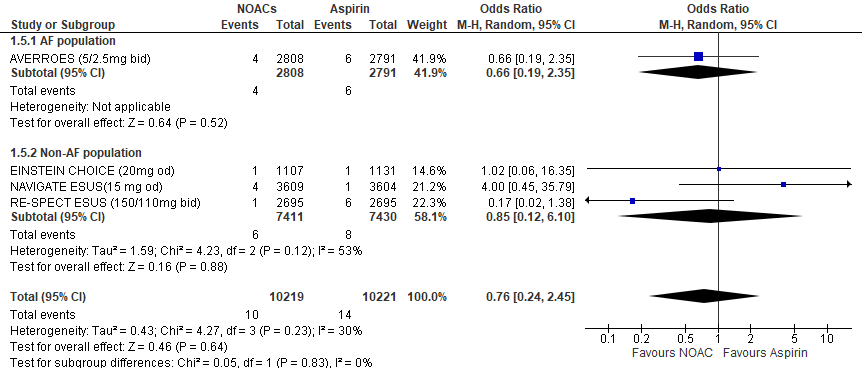 NOACs Aspirin Odds Ratio Odds Ratio
Study or Subgroup Events Total Events Total Weight M-H, Random, 95% CI M-H, Random, 95% CI
1.5.1 AF population
AVERROES (5/2.5mg bid) 4 2808 6 2791 41.9% 0.66 [0.19, 2.35]
Subtotal (95% CI) 2808 2791 41.9% 0.66 [0.19, 2.35]
Total events 4 6
Heterogeneity: Not applicable
Test for overall effect: Z = 0.64 (P = 0.52)
1.5.2 Non-AF population
EINSTEIN CHOICE (20mg od) 1 1107 1 1131 14.6% 1.02 [0.06, 16.35]
NAVIGATE ESUS(15 mg od) 4 3609 1 3604 21.2% 4.00 [0.45, 35.79]
RE-SPECT ESUS (150/110mg bid) 1 2695 6 2695 22.3% 0.17 [0.02, 1.38]
Subtotal (95% CI) 7411 7430 58.1% 0.85 [0.12, 6.10]
Total events 6 8
Heterogeneity: Tau² = 1.59; Chi² = 4.23, df = 2 (P = 0.12); I² = 53%
Test for overall effect: Z = 0.16 (P = 0.88)
Total (95% CI) 10219 10221 100.0% 0.76 [0.24, 2.45]
Total events 10 14
Heterogeneity: Tau² = 0.43; Chi² = 4.27, df = 3 (P = 0.23); I² = 30%
Test for overall effect: Z = 0.46 (P = 0.64)
Test for subgroup differences: Chi² = 0.05, df = 1 (P = 0.83), I² = 0%
0.1 0.2 0.5 1 2 5 10
Favours NOAC Favours Aspirin